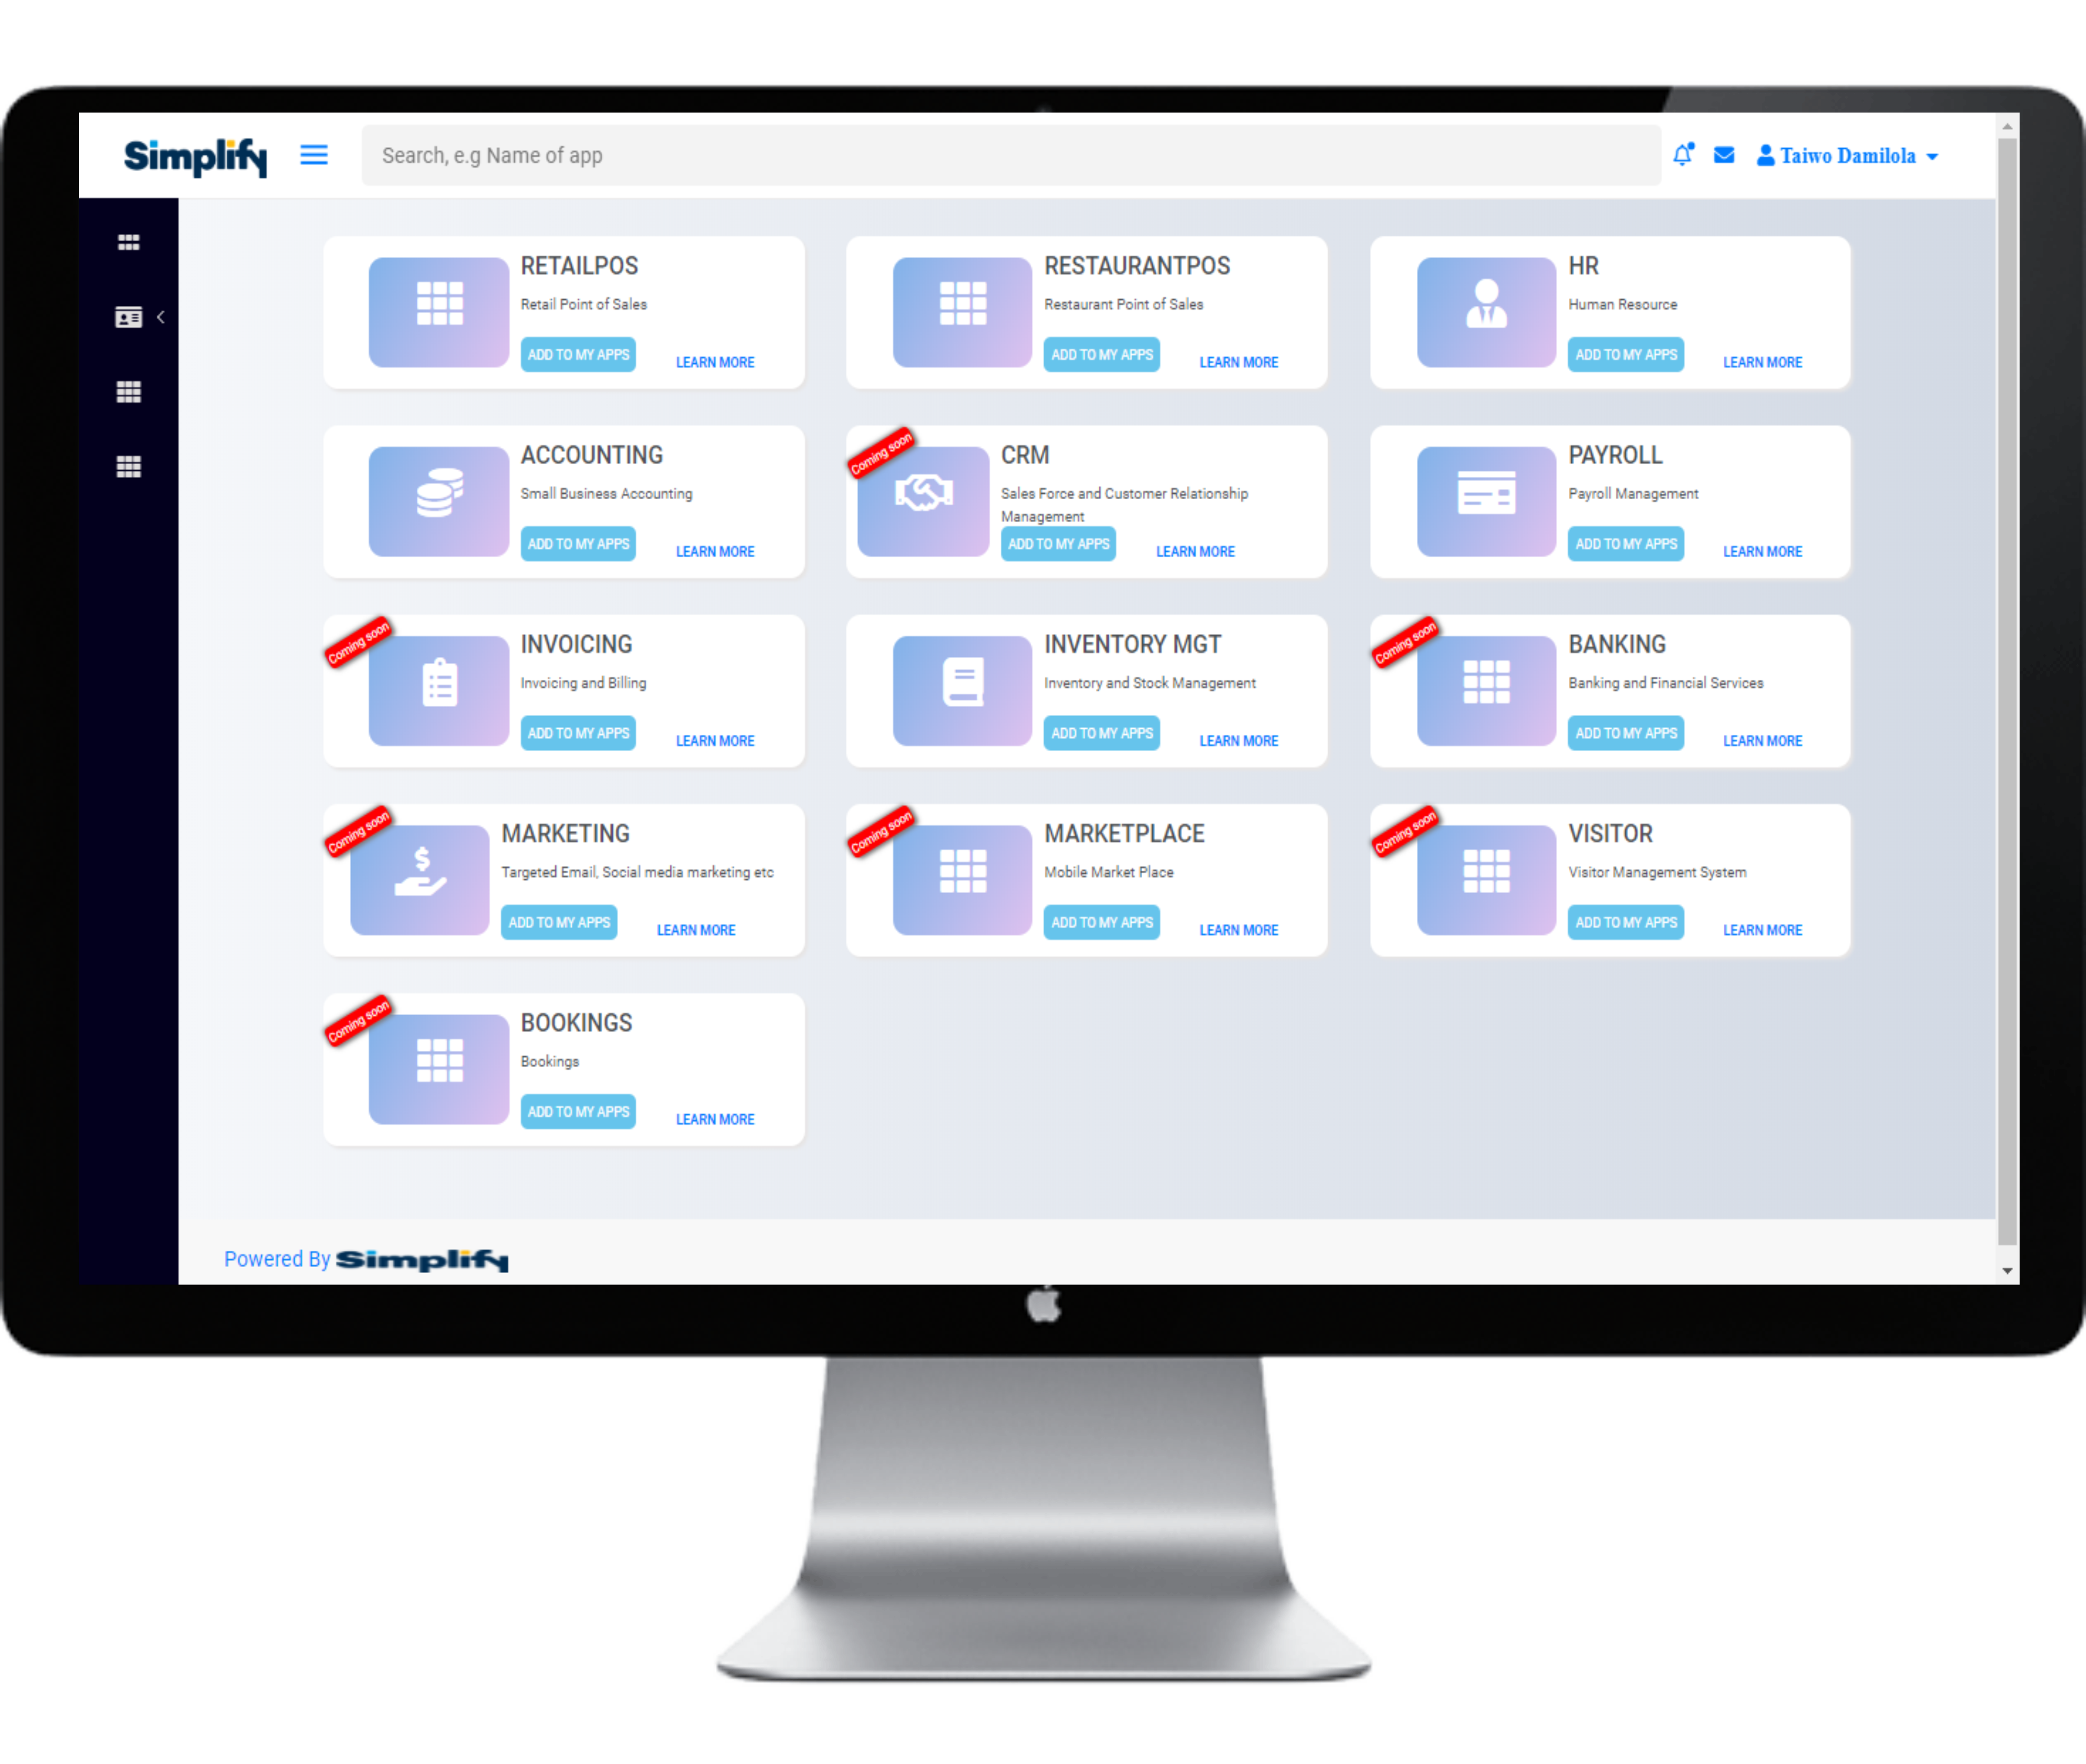 Simplify
Search, e.g Name of app
Taiwo Damilola
RETAILPOS
Retail Point of Sales
ADD TO MY APPS
LEARN MORE
RESTAURANTPOS
Restaurant Point of Sales
ADD TO MY APPS
LEARN MORE
HR
Human Resource
ADD TO MY APPS
LEARN MORE
ACCOUNTING
Small Business Accounting
ADD TO MY APPS
LEARN MORE
Coming soon
CRM
Sales Force and Customer Relationship
Management
ADD TO MY APPS
LEARN MORE
PAYROLL
Payroll Management
ADD TO MY APPS
LEARN MORE
Coming soon
INVOICING
Invoicing and Billing
ADD TO MY APPS
LEARN MORE
INVENTORY MGT
Inventory and Stock Management
ADD TO MY APPS
LEARN MORE
Coming soon
BANKING
Banking and Financial Services
ADD TO MY APPS
LEARN MORE
Coming soon
MARKETING
Targeted Email, Social media marketing etc
ADD TO MY APPS
LEARN MORE
Coming soon
MARKETPLACE
Mobile Market Place
ADD TO MY APPS
LEARN MORE
Coming soon
VISITOR
Visitor Management System
ADD TO MY APPS
LEARN MORE
Coming soon
BOOKINGS
Bookings
ADD TO MY APPS
LEARN MORE
Powered By Simplify